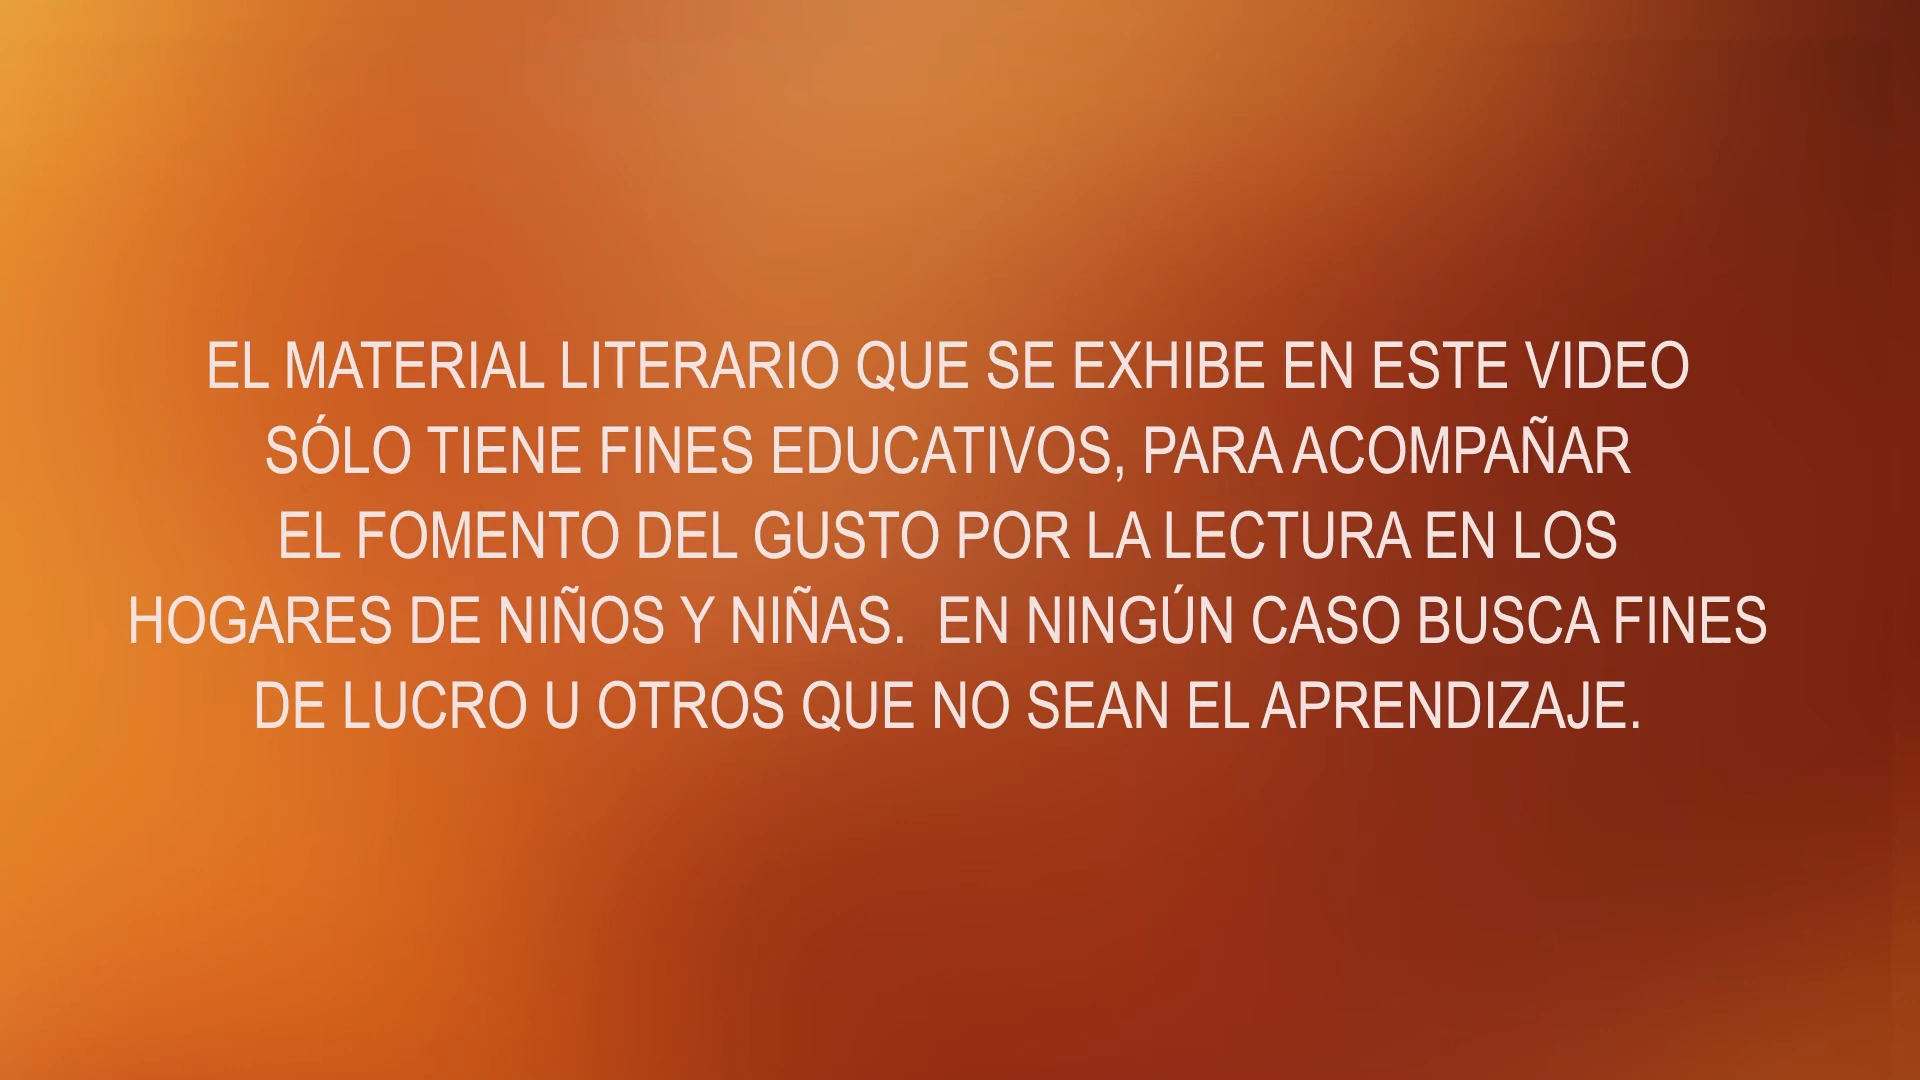 EL MATERIAL LITERARIO QUE SE EXHIBE EN ESTE VIDEO
SÓLO TIENE FINES EDUCATIVOS, PARA ACOMPAÑAR
EL FOMENTO DEL GUSTO POR LA LECTURA EN LOS
HOGARES DE NIÑOS Y NIÑAS.  EN NINGÚN CASO BUSCA FINES
DE LUCRO U OTROS QUE NO SEAN EL APRENDIZAJE.